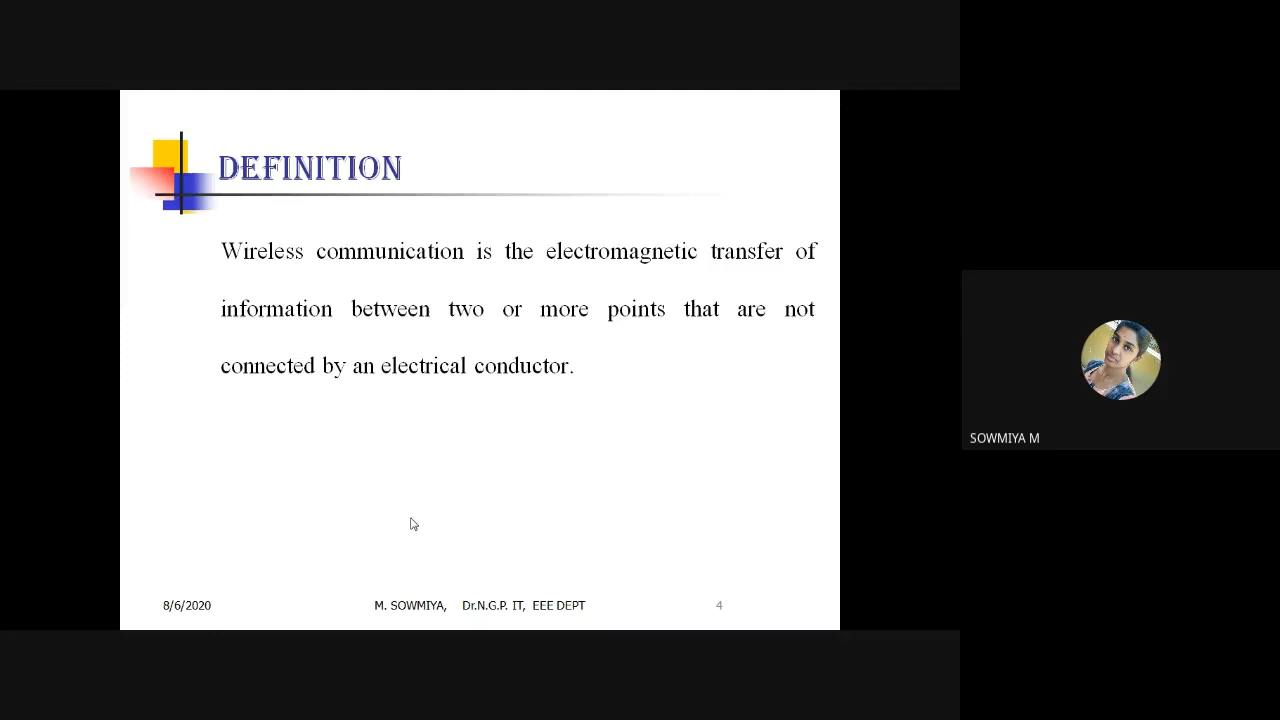 DEFINITION
Wireless communication is the electromagnetic transfer of
information between two or more points that are not
connected by an electrical conductor.
8/6/2020 M. SOWMIYA, Dr.N.G.P. IT, EEE DEPT 4
SOWMIYA M